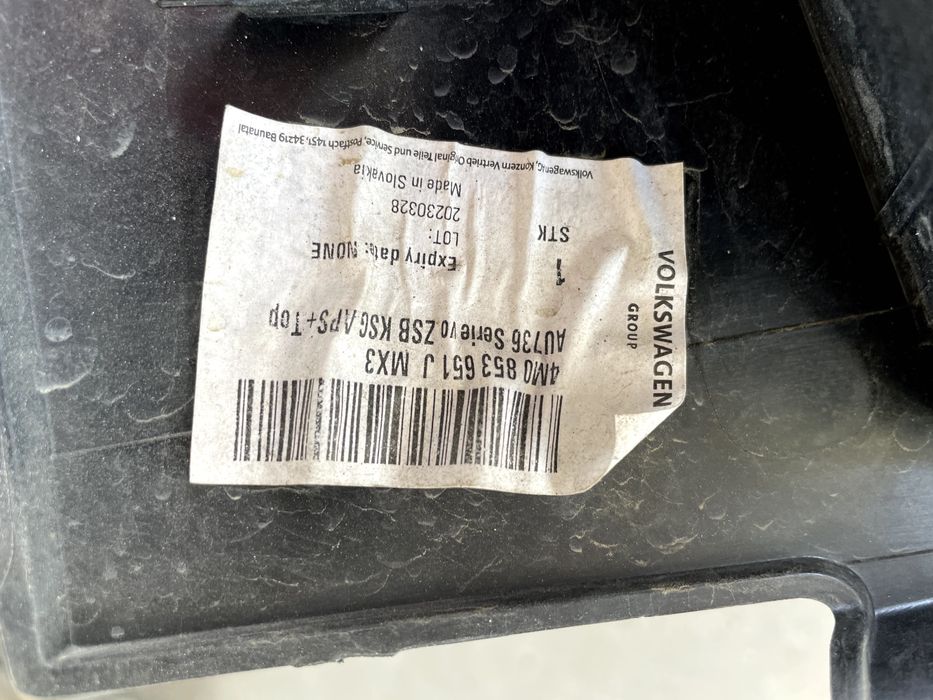 VOLKSWAGEN
GROUP
4M0 853 651 J MX3
AU736 Serie vo ZSB KSG APS+Top
1
STK
Expiry date: NONE
LOT:
20230328
Made in Slovakia
Volkswagen AG, Konzern Vertrieb Original Teile und Service, Postfach 1451, 34219 Baunatal